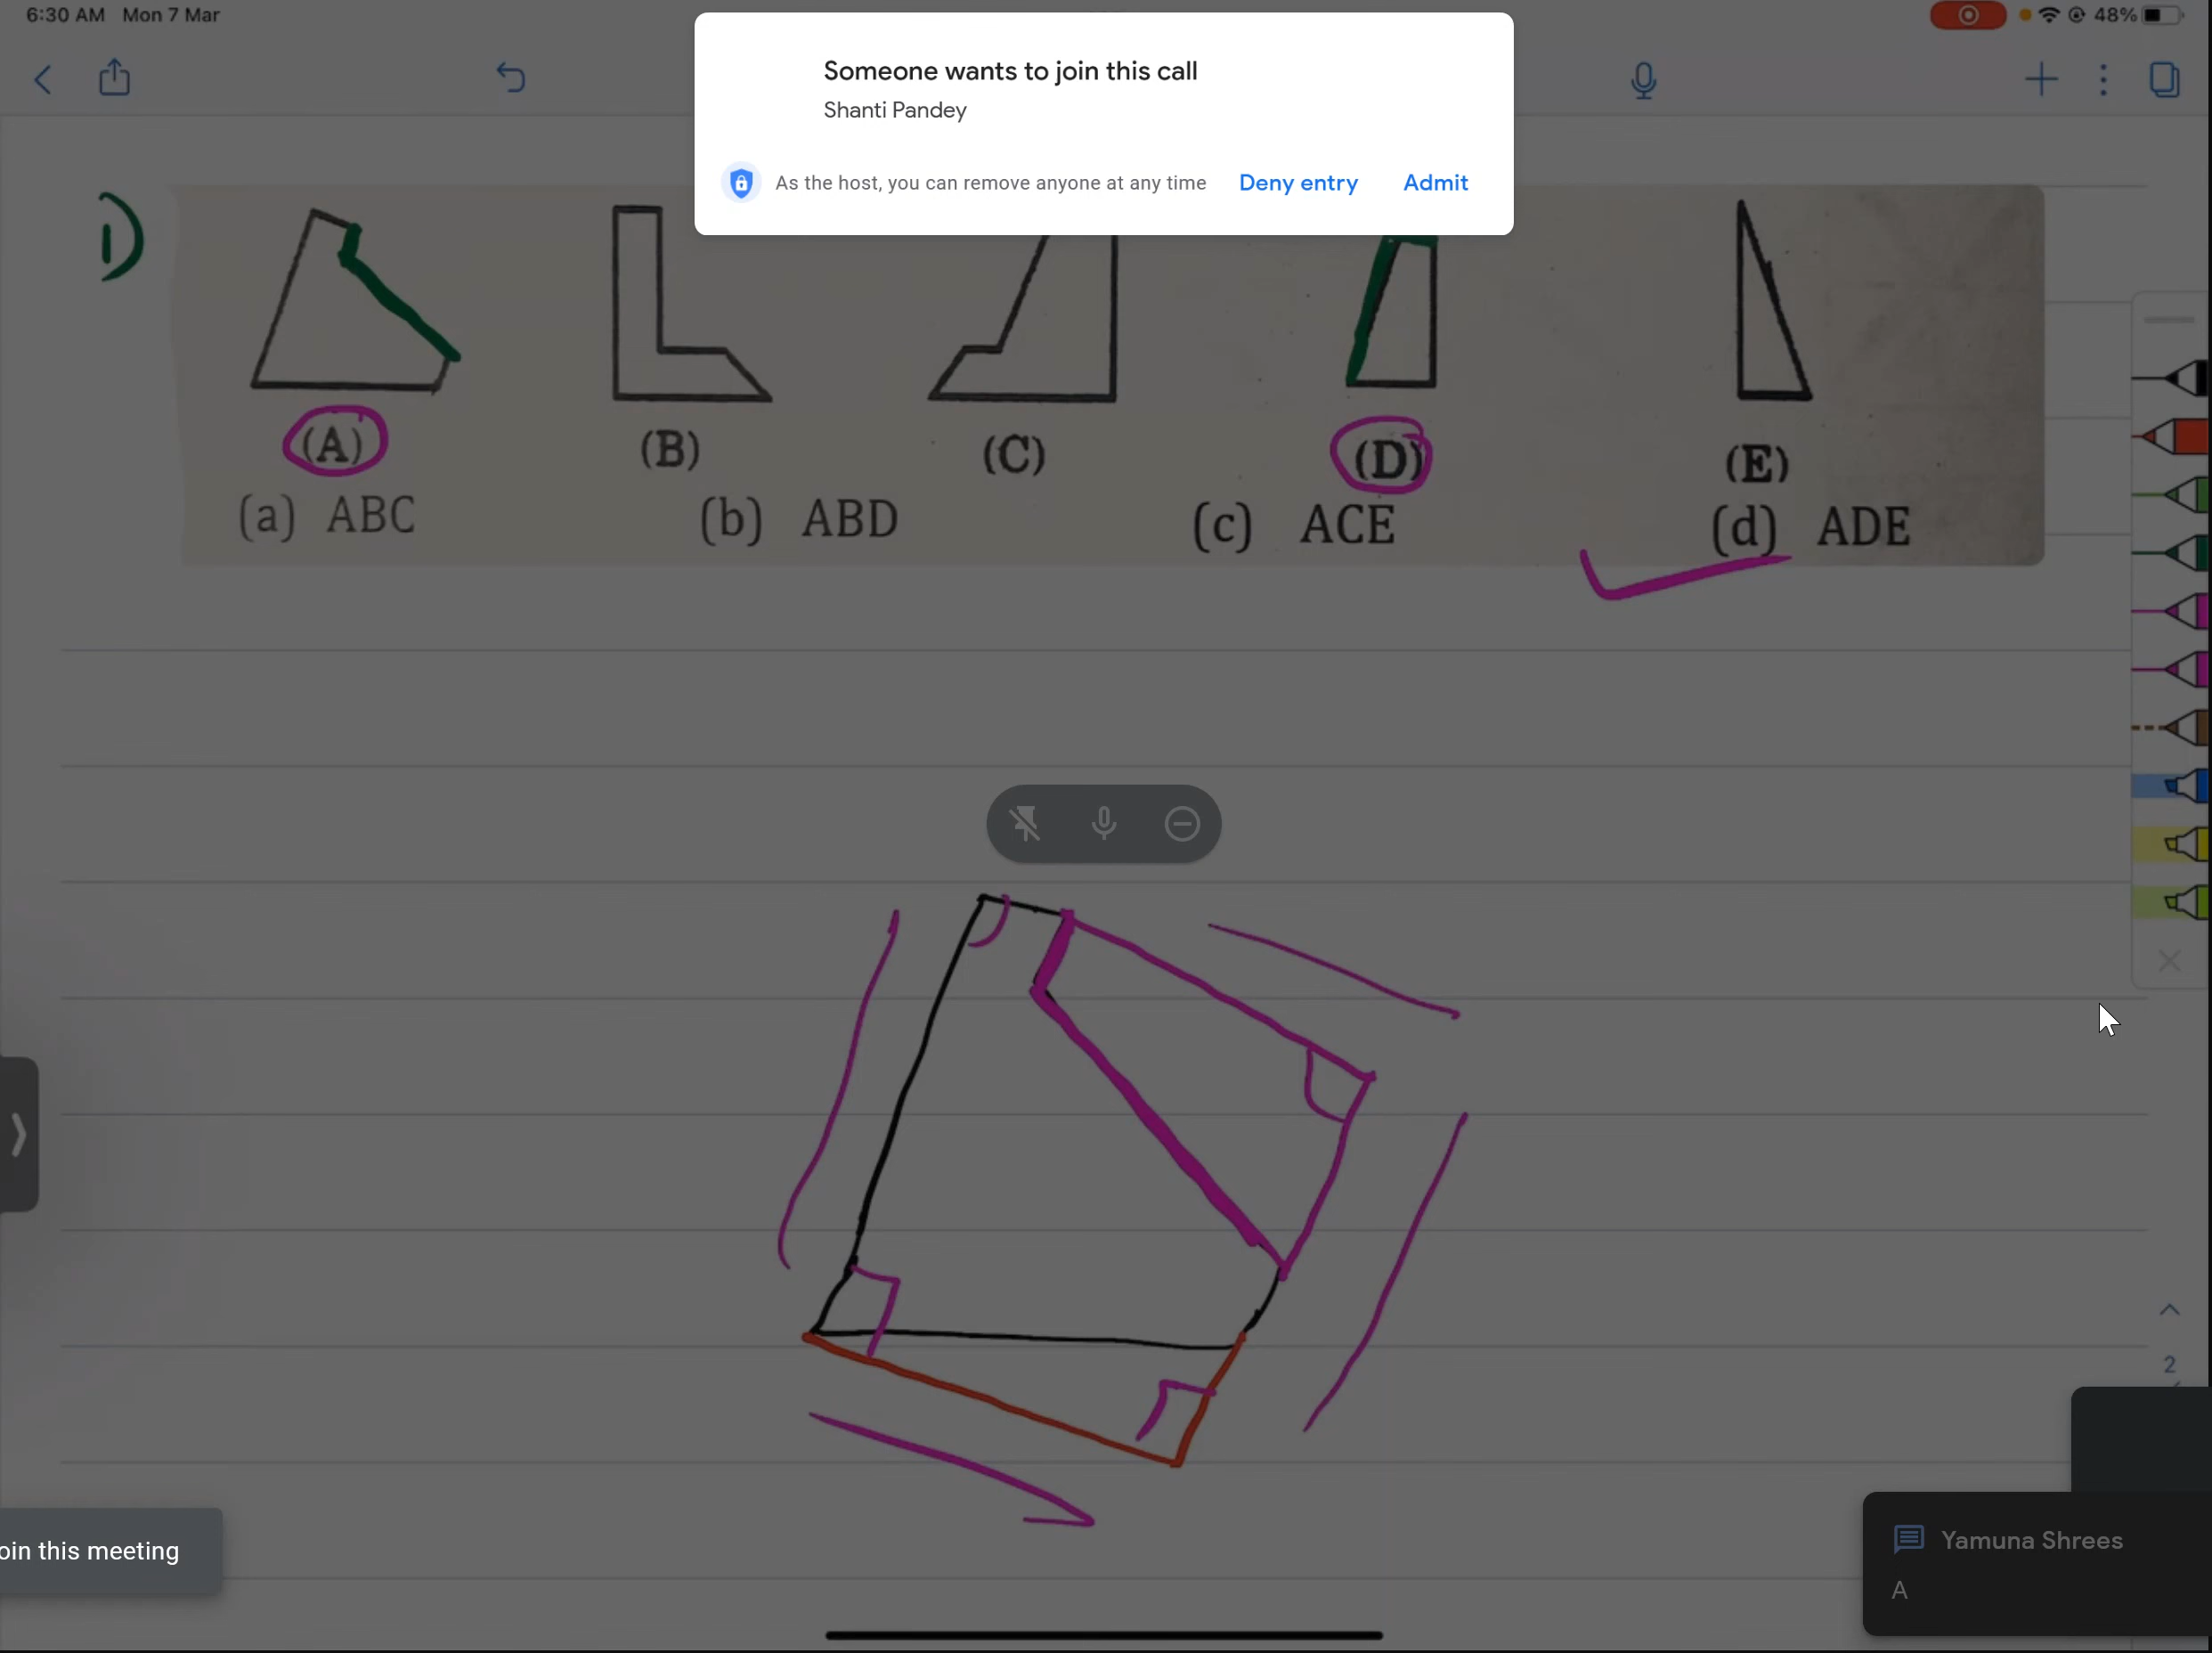 6:30 AM Mon 7 Mar
48%
Someone wants to join this call
Shanti Pandey
As the host, you can remove anyone at any time
Deny entry
Admit
1)
(A) (B) (C) (D) (E)
(a) ABC (b) ABD (c) ACE (d) ADE
2
oin this meeting
Yamuna Shrees
A